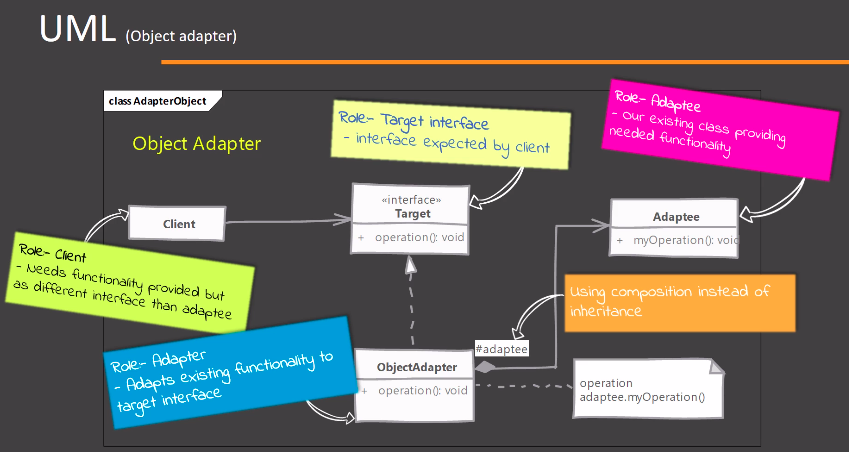 UML (Object adapter)
class AdapterObject
Object Adapter
Role- Target interface
- interface expected by client
Role- Adaptee
- Our existing class providing
needed functionality
«interface»
Target
+ operation(): void
Client
Adaptee
+ myOperation(): void
Role- Client
- Needs functionality provided but
as different interface than adaptee
Using composition instead of
inheritance
Role- Adapter
- Adapts existing functionality to
target interface
#adaptee
ObjectAdapter
+ operation(): void
operation
adaptee.myOperation()